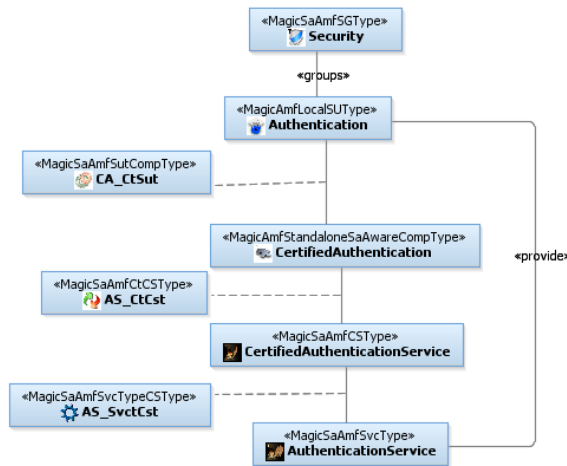 «MagicSaAmfSGType»
Security
«groups»
«MagicAmfLocalSUType»
Authentication
«MagicSaAmfSutCompType»
CA_CtSut
«MagicAmfStandaloneSaAwareCompType»
CertifiedAuthentication
«provide»
«MagicSaAmfCtCSType»
AS_CtCst
«MagicSaAmfCSType»
CertifiedAuthenticationService
«MagicSaAmfSvcTypeCSType»
AS_SvctCst
«MagicSaAmfSvcType»
AuthenticationService